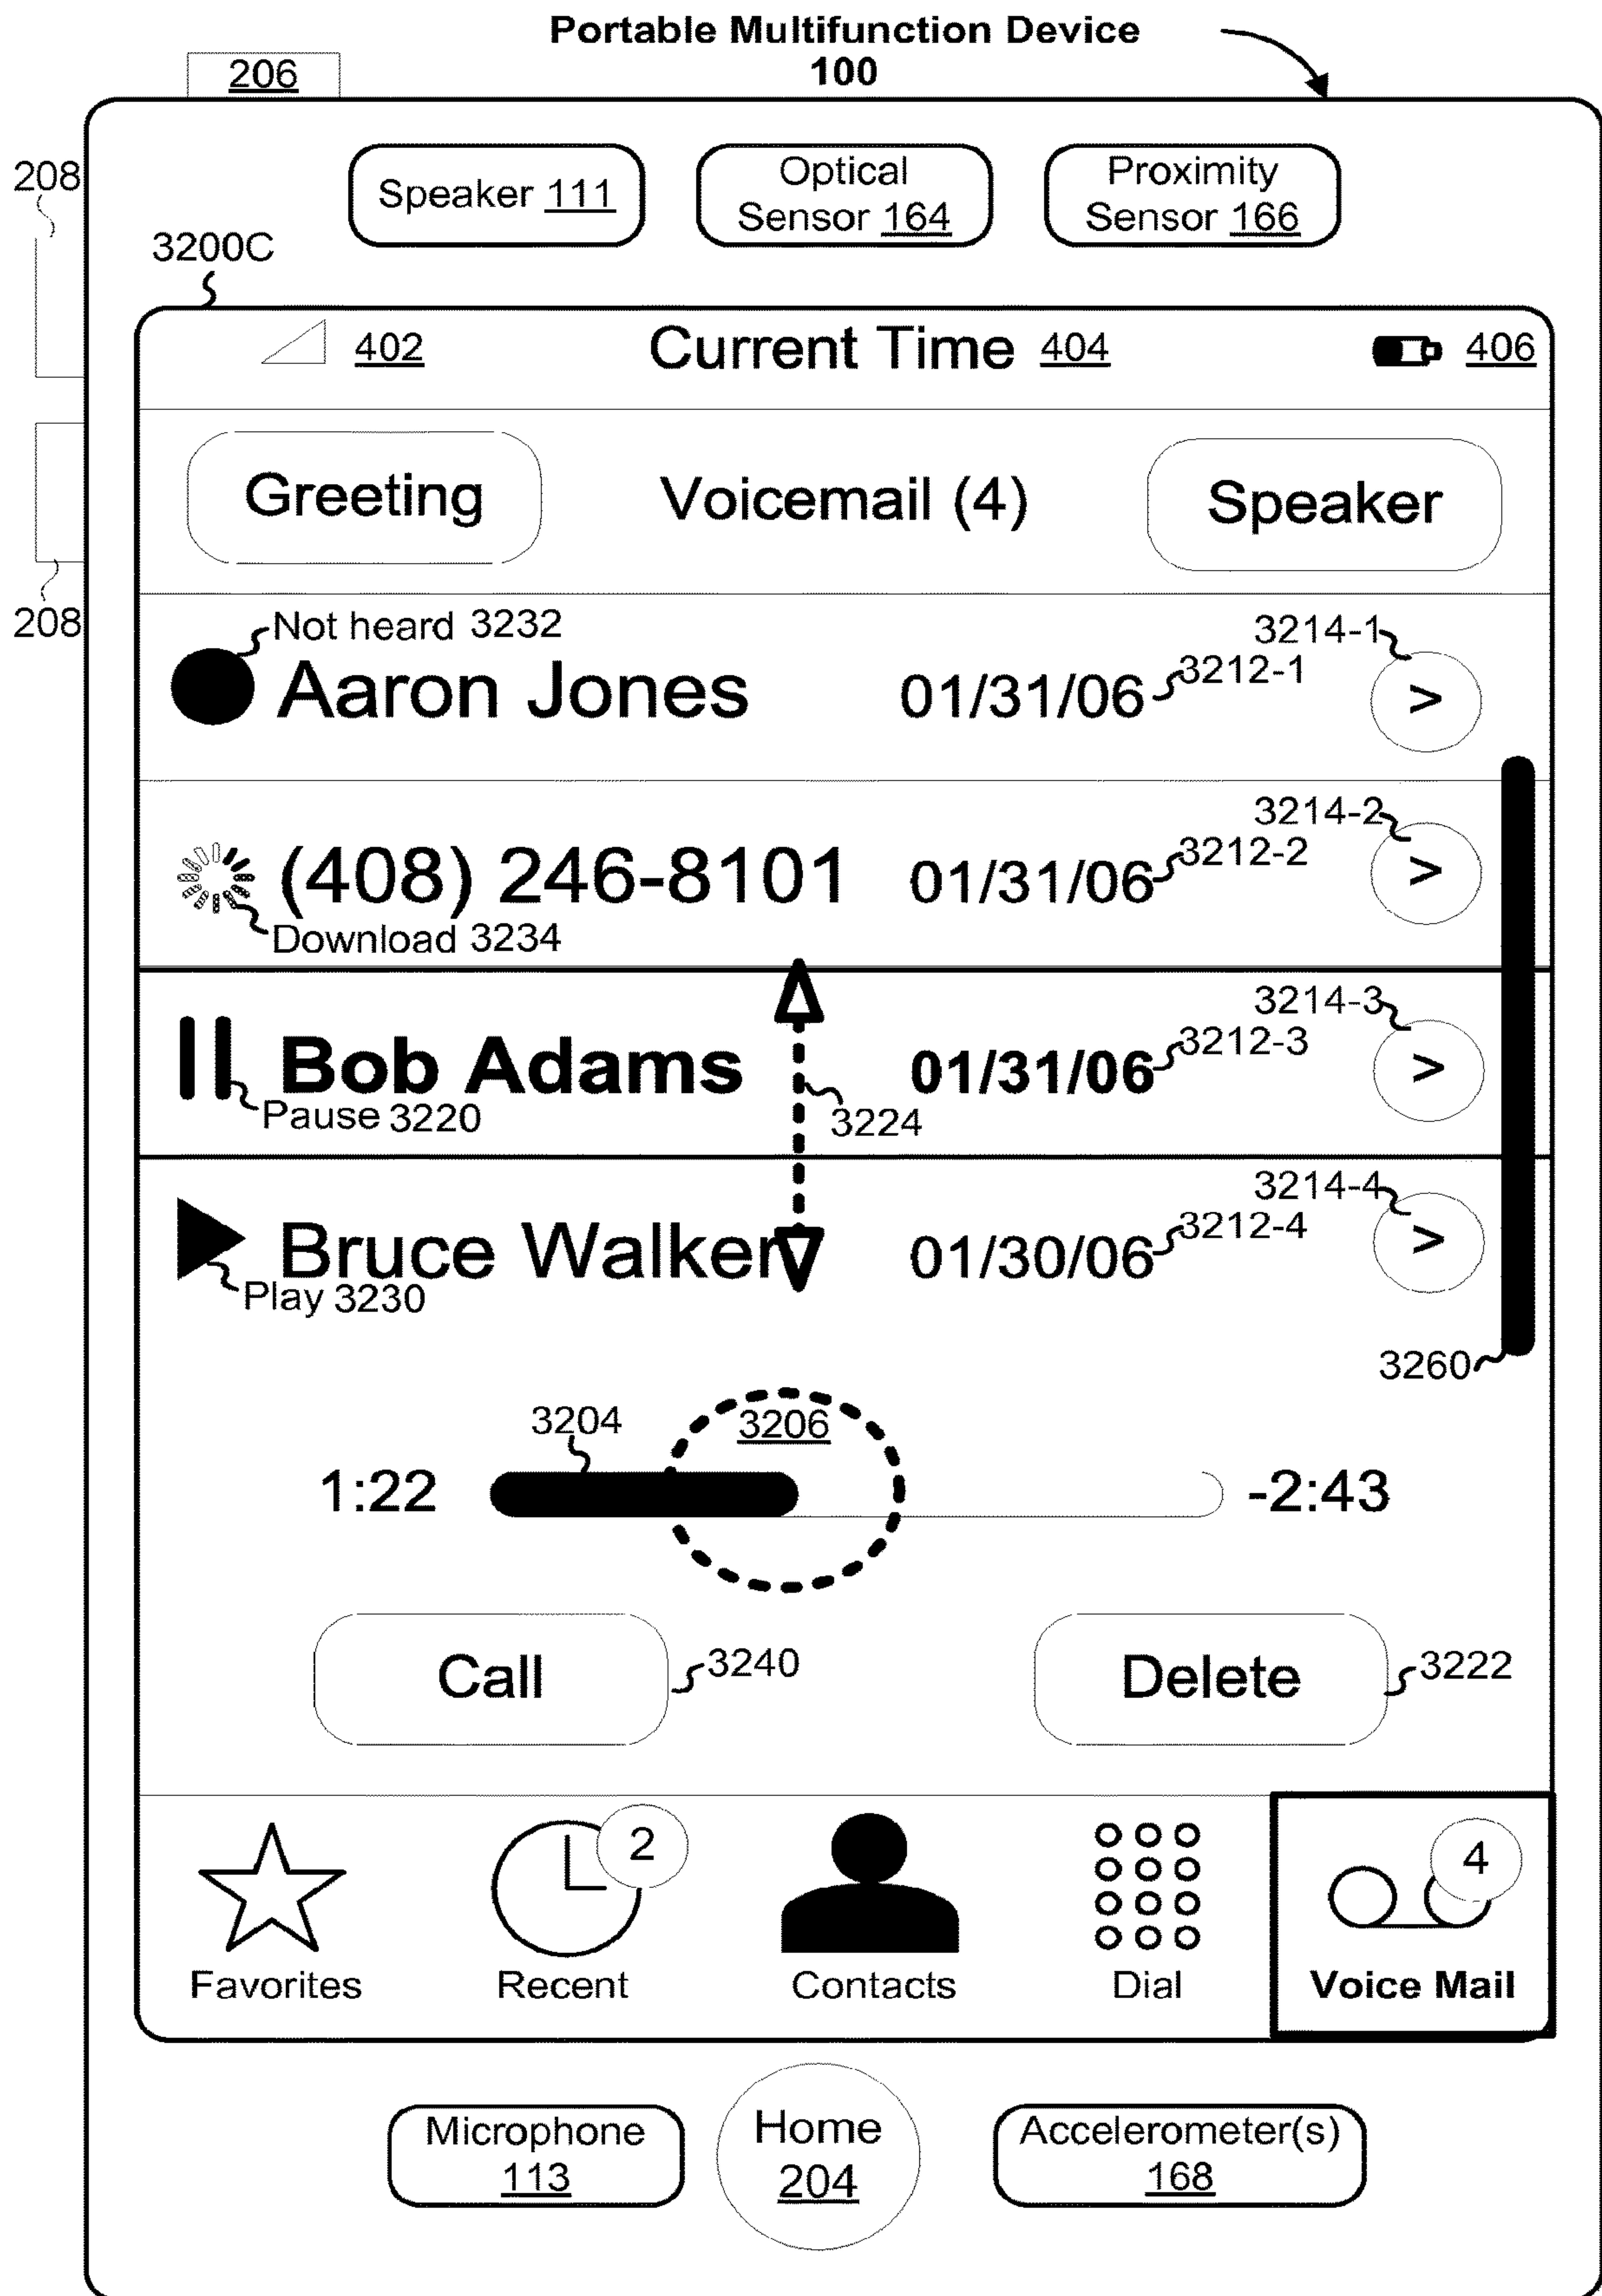 Portable Multifunction Device
100
206
208
Speaker 111
Optical
Sensor 164
Proximity
Sensor 166
3200C
402
Current Time 404
406
Greeting
Voicemail (4)
Speaker
208
Not heard 3232
3214-1
Aaron Jones
01/31/06
3212-1
>
3214-2
(408) 246-8101
01/31/06
3212-2
>
Download 3234
3214-3
Bob Adams
01/31/06
3212-3
>
Pause 3220
3224
3214-4
Bruce Walker
01/30/06
3212-4
>
Play 3230
3260
3204
3206
1:22
-2:43
Call
3240
Delete
3222
2
4
Favorites
Recent
Contacts
Dial
Voice Mail
Microphone
113
Home
204
Accelerometer(s)
168